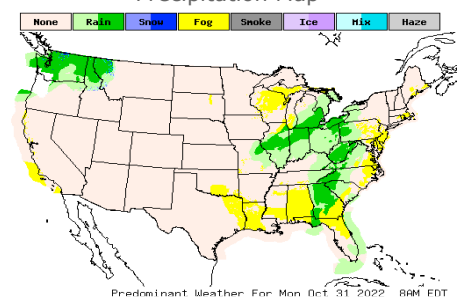 Precipitation Map
None Rain Snow Fog Smoke Ice Mix Haze
Predominant Weather For Mon Oct 31 2022 8AM EDT